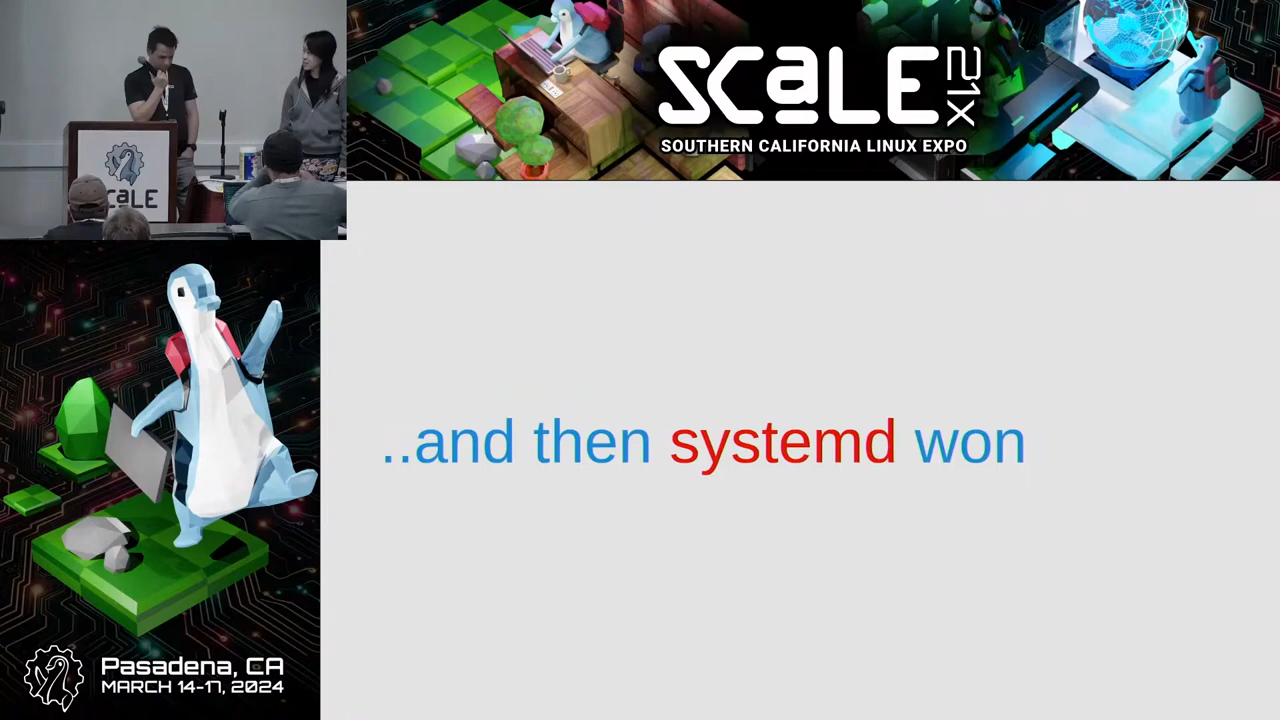 SCaLE 21x
SOUTHERN CALIFORNIA LINUX EXPO
SCaLE
..and then systemd won
Pasadena, CA
MARCH 14-17, 2024